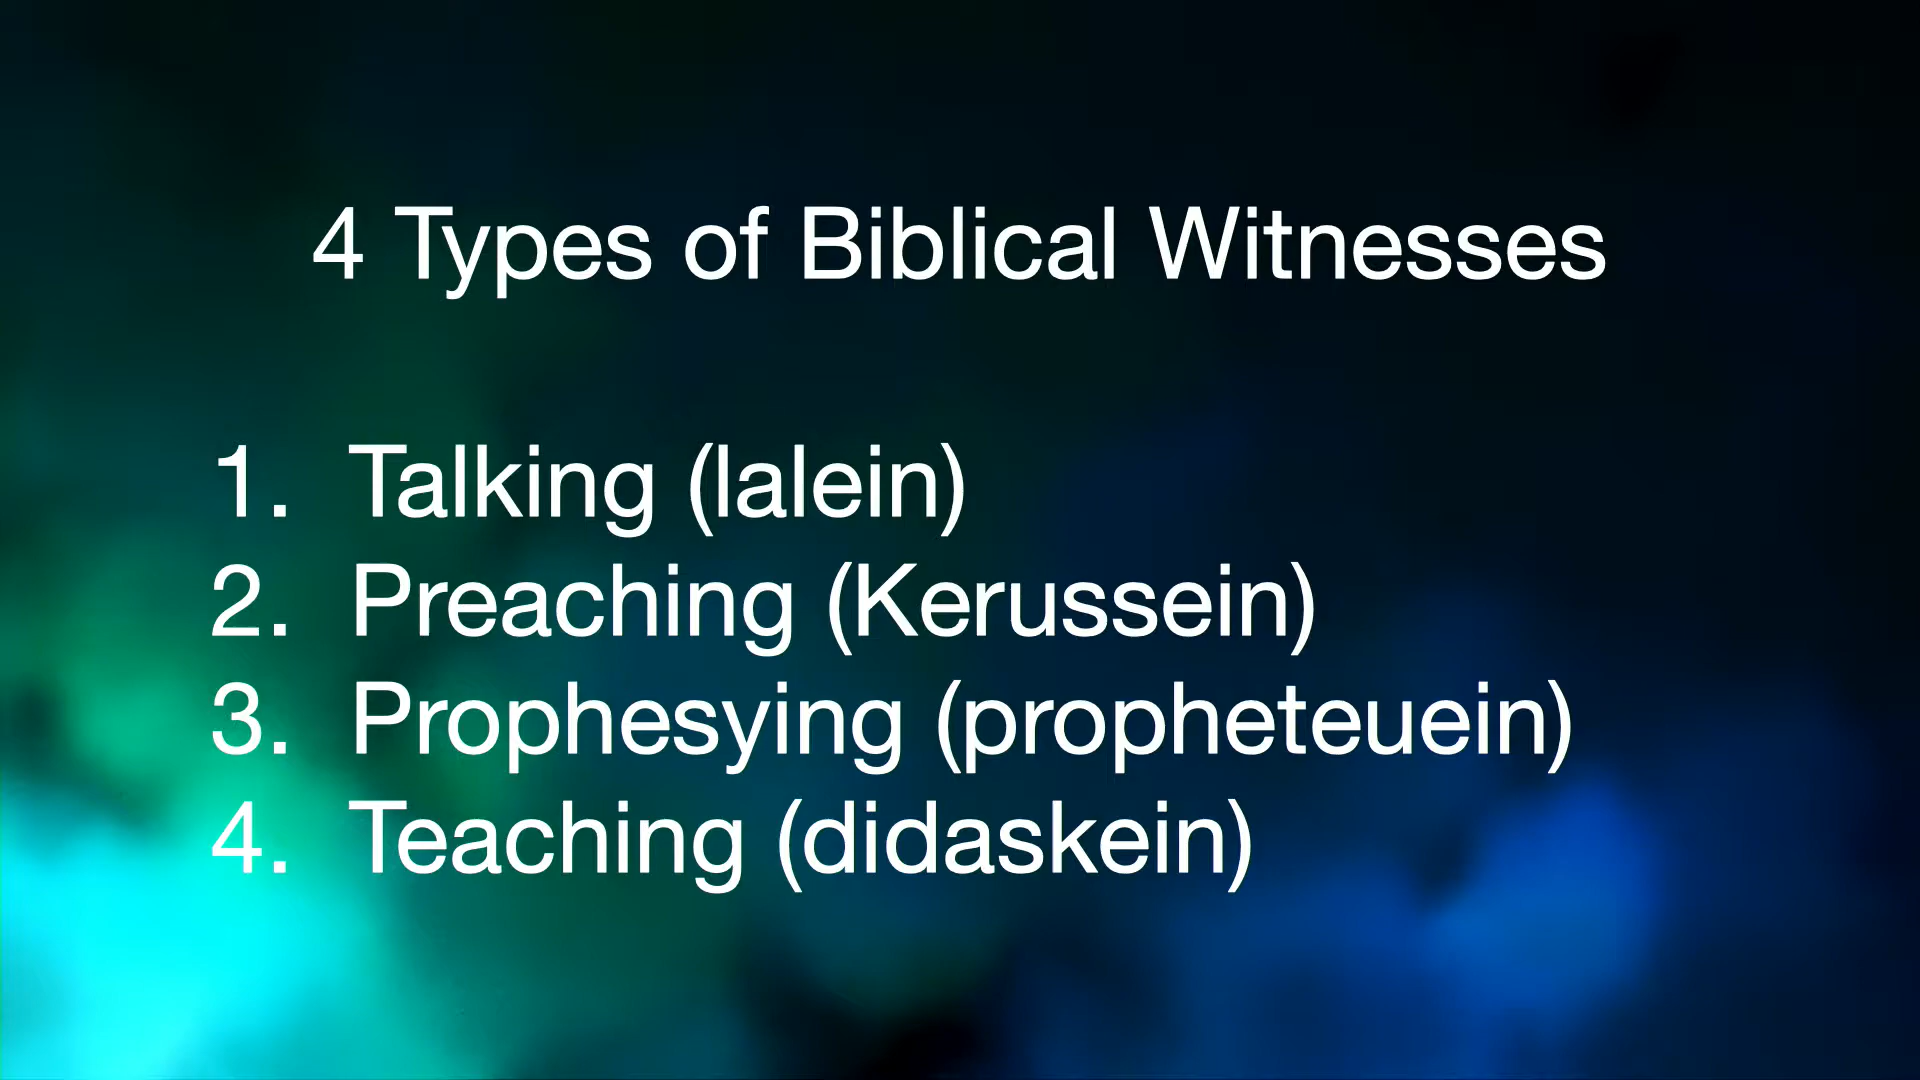 4 Types of Biblical Witnesses
1. Talking (lalein)
2. Preaching (Kerussein)
3. Prophesying (propheteuein)
4. Teaching (didaskein)